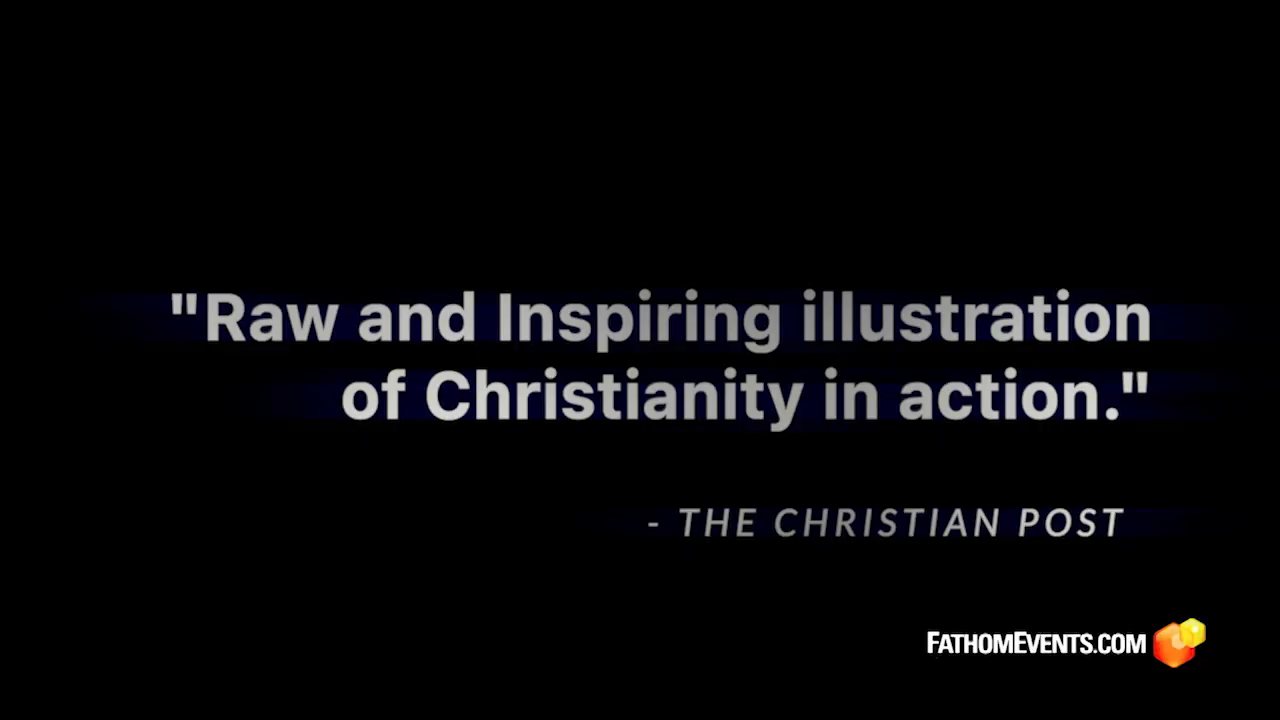 "Raw and Inspiring illustration
of Christianity in action."
- THE CHRISTIAN POST
FATHOMEVENTS.COM